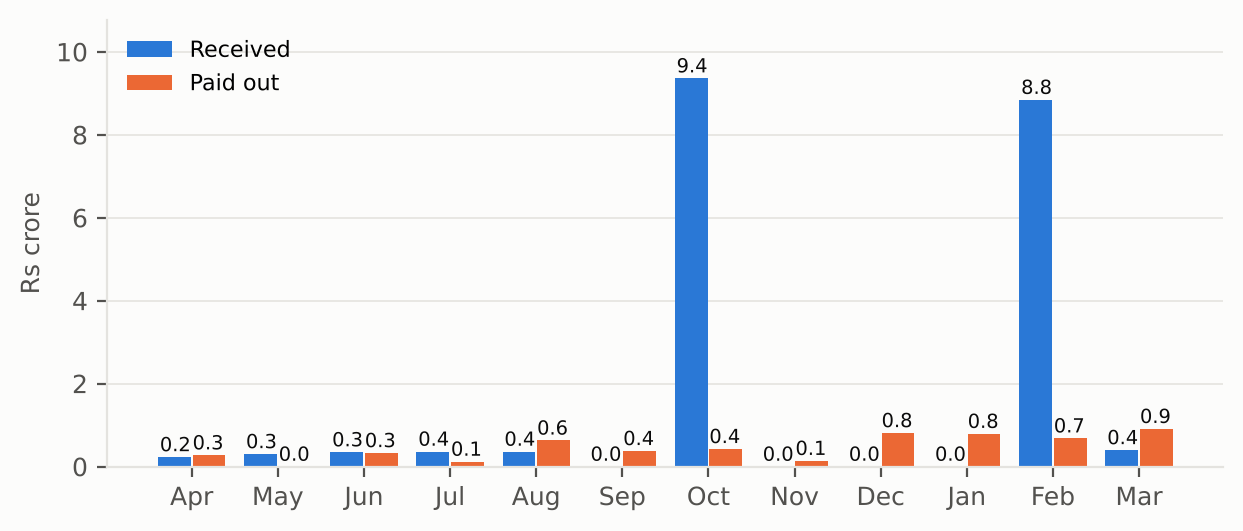 Received
Paid out
Rs crore
10
8
6
4
2
0
0.2 0.3 0.3 0.0 0.3 0.3 0.4 0.1 0.4 0.6 0.0 0.4 9.4 0.4 0.0 0.1 0.0 0.8 0.0 0.8 8.8 0.7 0.4 0.9
Apr May Jun Jul Aug Sep Oct Nov Dec Jan Feb Mar